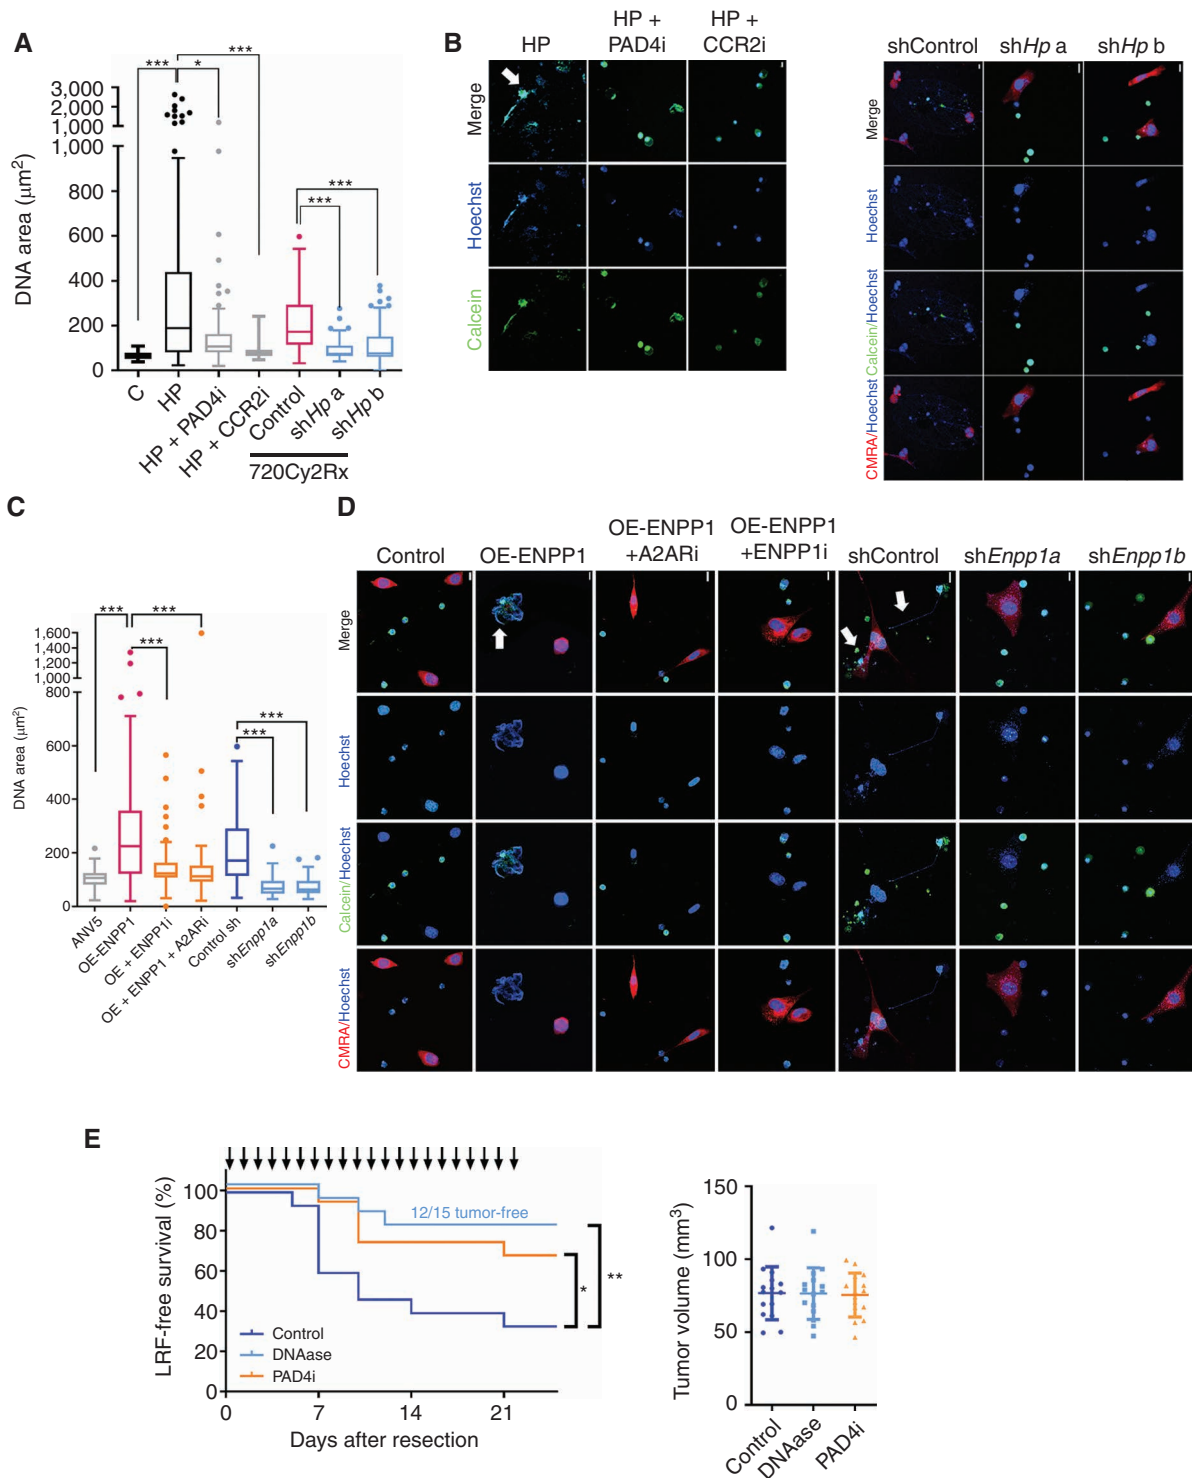 A
DNA area (μm²)
3,000
2,000
1,000
1,000
800
600
400
200
0
***
*
***
***
***
C
HP
HP + PAD4i
HP + CCR2i
Control
shHp a
shHp b
720Cy2Rx
B
HP
HP + PAD4i
HP + CCR2i
Merge
Hoechst
Calcein
shControl
shHp a
shHp b
Merge
Hoechst
Calcein/Hoechst
CMRA/Hoechst
C
DNA area (μm²)
1,600
1,400
1,200
1,000
800
600
400
200
0
***
***
***
***
***
ANV5
OE-ENPP1
OE + ENPP1i
OE + ENPP1 + A2ARi
Control sh
shEnpp1a
shEnpp1b
D
Control
OE-ENPP1
OE-ENPP1
+A2ARi
OE-ENPP1
+ENPP1i
shControl
shEnpp1a
shEnpp1b
Merge
Hoechst
Calcein/Hoechst
CMRA/Hoechst
E
LRF-free survival (%)
100
80
60
40
20
0
12/15 tumor-free
*
**
Control
DNAase
PAD4i
0
7
14
21
Days after resection
Tumor volume (mm³)
150
100
50
0
Control
DNAase
PAD4i